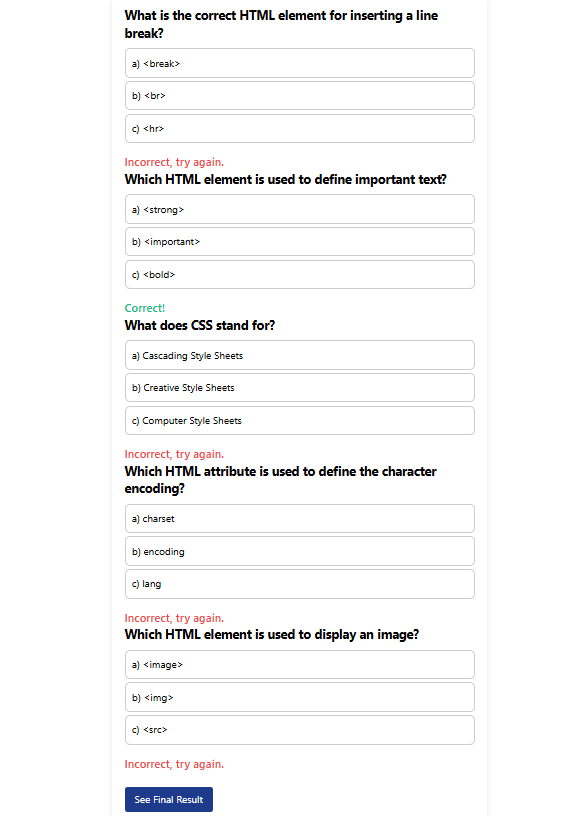 What is the correct HTML element for inserting a line
break?
a) <break>
b) <br>
c) <hr>
Incorrect, try again.
Which HTML element is used to define important text?
a) <strong>
b) <important>
c) <bold>
Correct!
What does CSS stand for?
a) Cascading Style Sheets
b) Creative Style Sheets
c) Computer Style Sheets
Incorrect, try again.
Which HTML attribute is used to define the character
encoding?
a) charset
b) encoding
c) lang
Incorrect, try again.
Which HTML element is used to display an image?
a) <image>
b) <img>
c) <src>
Incorrect, try again.
See Final Result